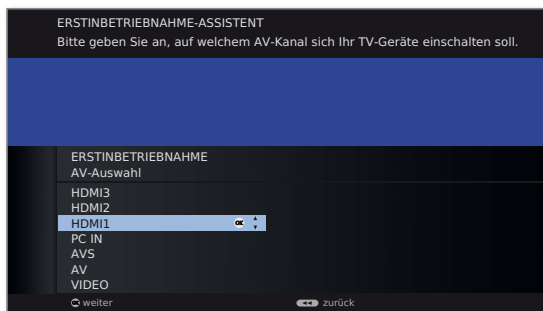 ERSTINBETRIEBNAHME-ASSISTENT
Bitte geben Sie an, auf welchem AV-Kanal sich Ihr TV-Geräte einschalten soll.
ERSTINBETRIEBNAHME
AV-Auswahl
HDMI3
HDMI2
HDMI1 OK
PC IN
AVS
AV
VIDEO
OK weiter
zurück